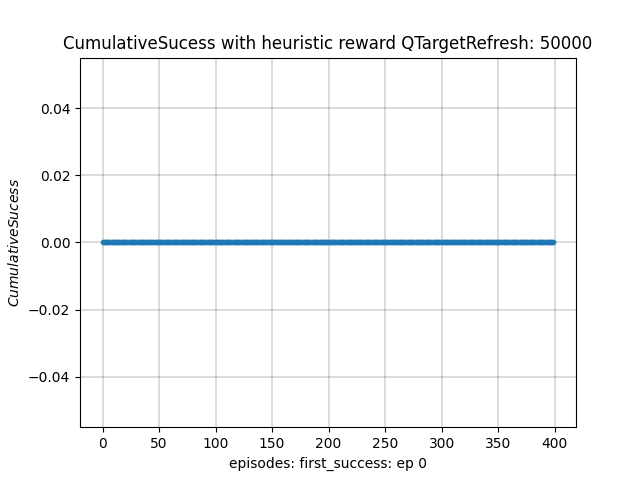 CumulativeSucess with heuristic reward QTargetRefresh: 50000
0.04
0.02
0.00
−0.02
−0.04
CumulativeSucess
0 50 100 150 200 250 300 350 400
episodes: first_success: ep 0